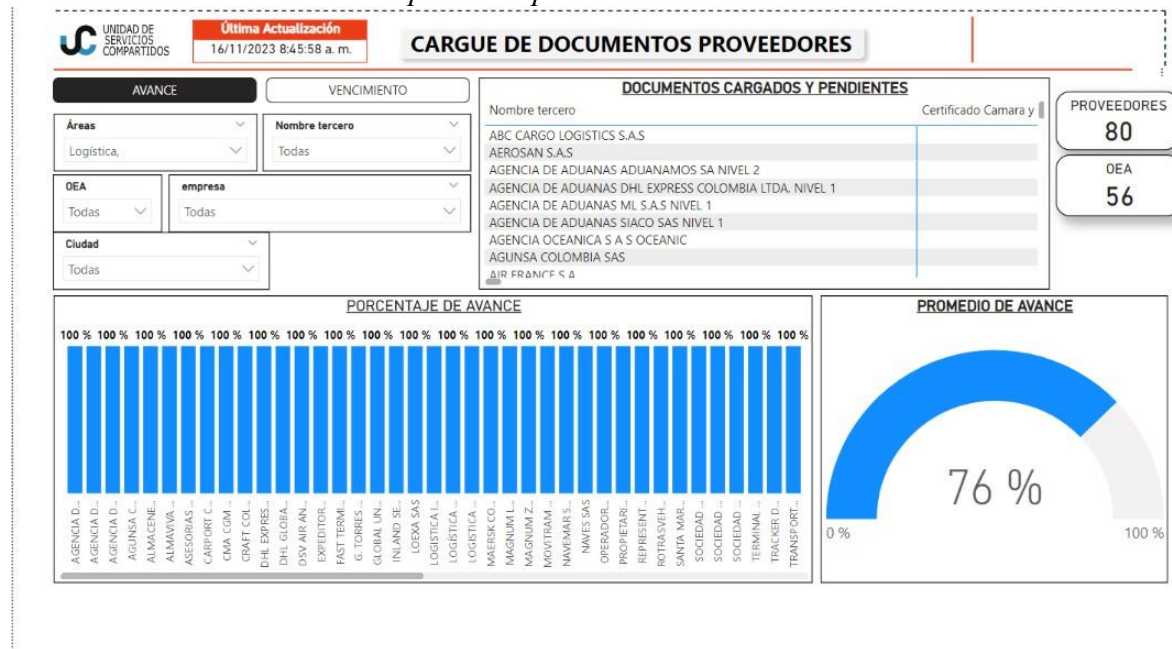 UNIDAD DE
SERVICIOS
COMPARTIDOS
Última Actualización
16/11/2023 8:45:58 a. m.
CARGUE DE DOCUMENTOS PROVEEDORES
AVANCE
VENCIMIENTO
Áreas
Logística,
Nombre tercero
Todas
OEA
Todas
empresa
Todas
Ciudad
Todas
DOCUMENTOS CARGADOS Y PENDIENTES
Nombre tercero Certificado Camara y
ABC CARGO LOGISTICS S.A.S
AEROSAN S.A.S
AGENCIA DE ADUANAS ADUANAMOS SA NIVEL 2
AGENCIA DE ADUANAS DHL EXPRESS COLOMBIA LTDA. NIVEL 1
AGENCIA DE ADUANAS ML S.A.S NIVEL 1
AGENCIA DE ADUANAS SIACO SAS NIVEL 1
AGENCIA OCEANICA S A S OCEANIC
AGUNSA COLOMBIA SAS
AIR FRANCE S A
PROVEEDORES
80
OEA
56
PORCENTAJE DE AVANCE
100 % 100 % 100 % 100 % 100 % 100 % 100 % 100 % 100 % 100 % 100 % 100 % 100 % 100 % 100 % 100 % 100 % 100 % 100 % 100 %
AGENCIA D...
AGENCIA D...
AGENCIA D...
AGUNSA C...
ALMACENE...
ALMAVIVA ...
ASESORIAS ...
CARPORT C...
CMA CGM ...
CRAFT COL...
DHL EXPRES...
DHL GLOBA...
DSV AIR AN...
EXPEDITOR...
FAST TERMI...
G. TORRES ...
GLOBAL UN...
INLAND SE...
LOEXA SAS
LOGISTICA I...
LOGÍSTICA ...
LOGISTICA ...
MAERSK CO...
MAGNUM L...
MAGNUM Z...
MOVITRAM ...
NAVEMAR S...
NAVES SAS
OPERADOR...
PROPIETARI...
REPRESENT...
ROTRASVEH...
SANTA MAR...
SOCIEDAD ...
SOCIEDAD ...
SOCIEDAD ...
TERMINAL ...
TRACKER D...
TRANSPORT...
PROMEDIO DE AVANCE
76 %
0 %
100 %